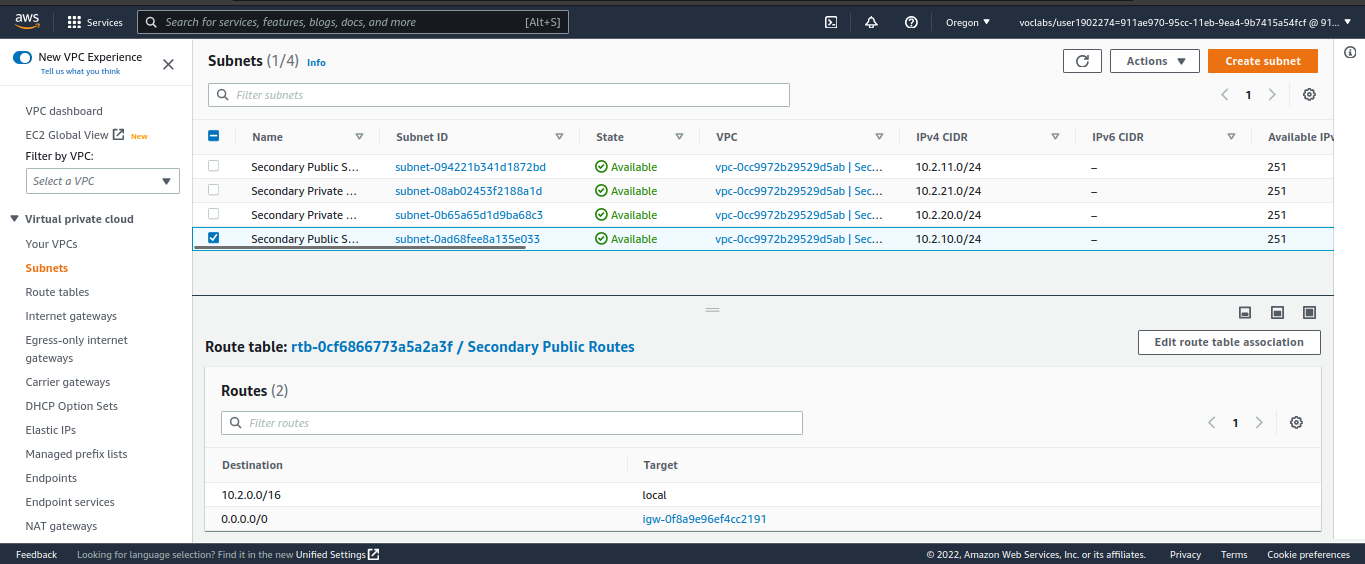 aws
Services
Search for services, features, blogs, docs, and more
[Alt+S]
Oregon
voclabs/user1902274=911ae970-95cc-11eb-9ea4-9b7415a54fcf @ 91...
New VPC Experience
Tell us what you think
VPC dashboard
EC2 Global View New
Filter by VPC:
Select a VPC
Virtual private cloud
Your VPCs
Subnets
Route tables
Internet gateways
Egress-only internet
gateways
Carrier gateways
DHCP Option Sets
Elastic IPs
Managed prefix lists
Endpoints
Endpoint services
NAT gateways
Subnets (1/4) Info
Actions
Create subnet
Filter subnets
1
Name Subnet ID State VPC IPv4 CIDR IPv6 CIDR Available IPv
Secondary Public S... subnet-094221b341d1872bd Available vpc-0cc9972b29529d5ab | Sec... 10.2.11.0/24 – 251
Secondary Private ... subnet-08ab02453f2188a1d Available vpc-0cc9972b29529d5ab | Sec... 10.2.21.0/24 – 251
Secondary Private ... subnet-0b65a65d1d9ba68c3 Available vpc-0cc9972b29529d5ab | Sec... 10.2.20.0/24 – 251
Secondary Public S... subnet-0ad68fee8a135e033 Available vpc-0cc9972b29529d5ab | Sec... 10.2.10.0/24 – 251
Route table: rtb-0cf6866773a5a2a3f / Secondary Public Routes
Edit route table association
Routes (2)
Filter routes
1
Destination Target
10.2.0.0/16 local
0.0.0.0/0 igw-0f8a9e96ef4cc2191
Feedback Looking for language selection? Find it in the new Unified Settings
© 2022, Amazon Web Services, Inc. or its affiliates. Privacy Terms Cookie preferences